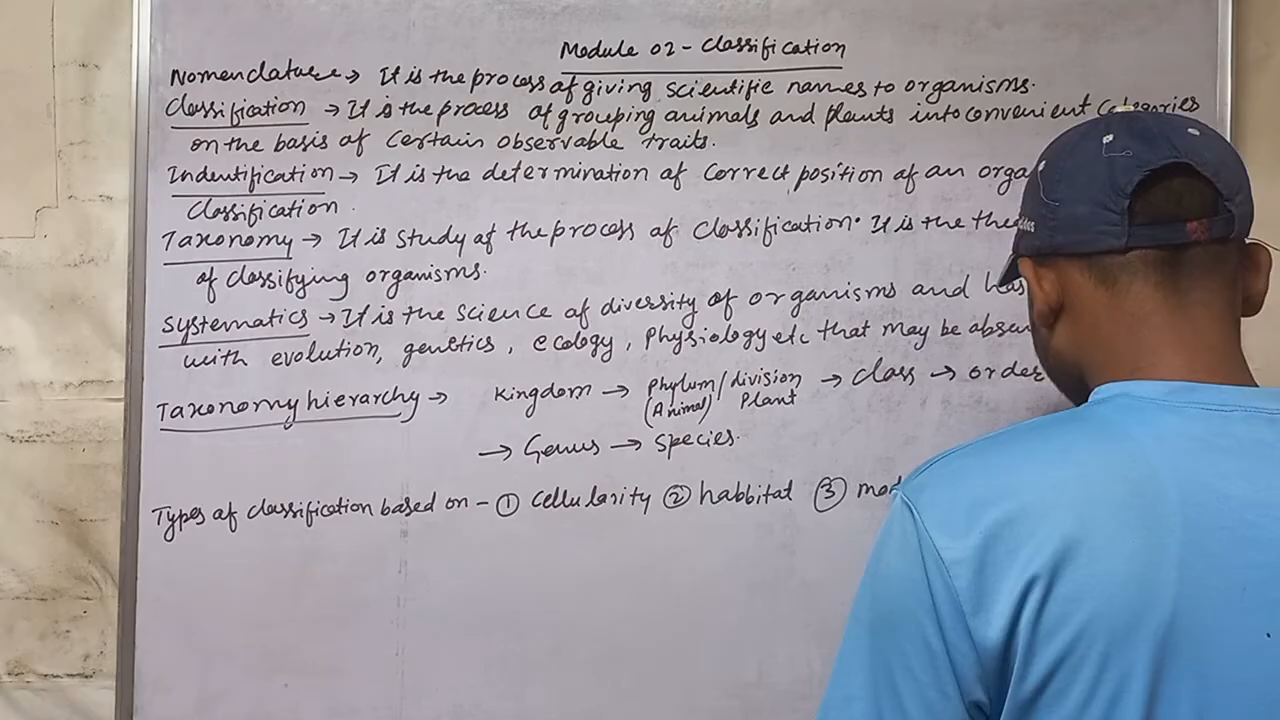 Module 02 - Classification
Nomenclature → It is the process of giving scientific names to organisms.
Classification → It is the process of grouping animals and plants into convenient categories
on the basis of certain observable traits.
Indentification → It is the determination of correct position of an
classification.
Taxonomy → It is study of the process of classification. It is the
of classifying organisms.
Systematics → It is the science of diversity of organisms and has
with evolution, genetics, ecology, physiology etc that may be
Taxonomy hierarchy → Kingdom → Phylum/division → class → order
(Animal) Plant
→ Genus → species.
Types of classification based on - ① cellularity ② habbitat ③